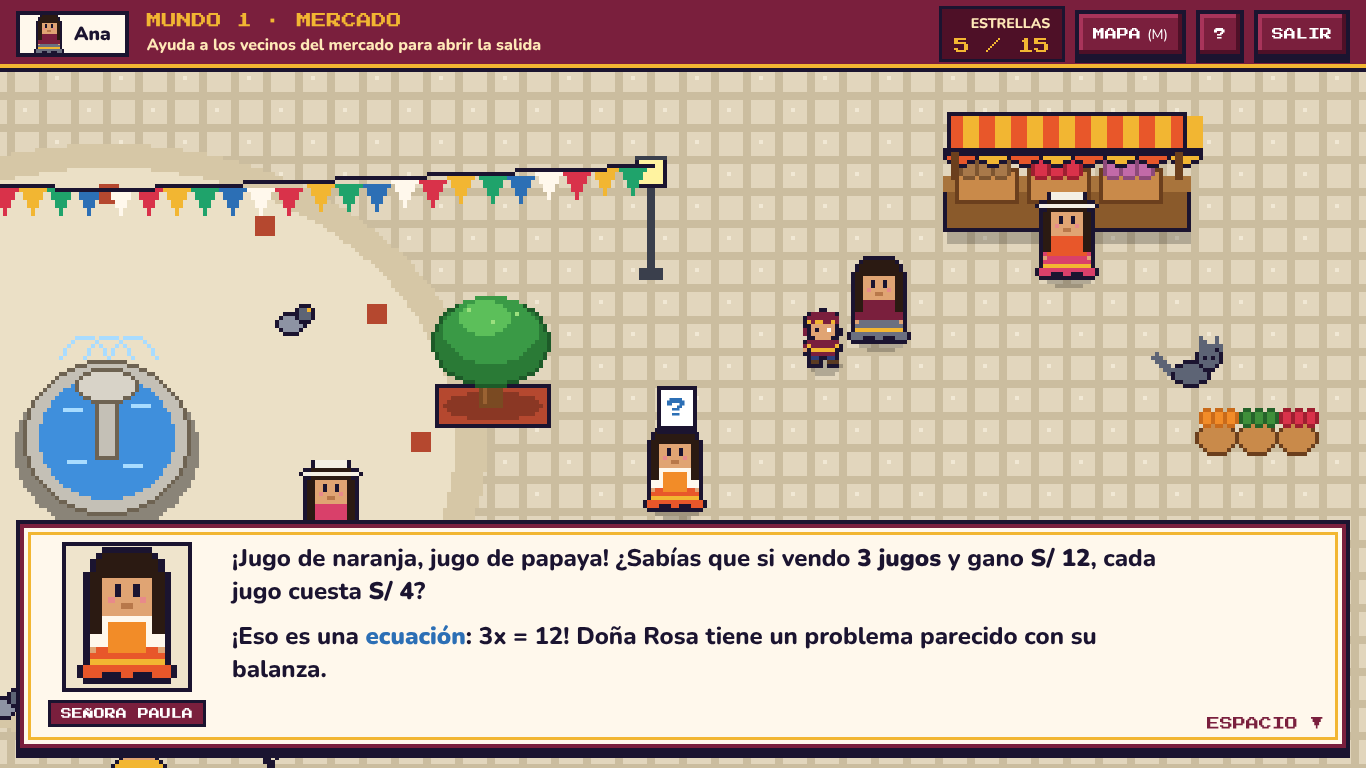 Ana
MUNDO 1 · MERCADO
Ayuda a los vecinos del mercado para abrir la salida
ESTRELLAS
5 / 15
MAPA (M)
?
SALIR
?
¡Jugo de naranja, jugo de papaya! ¿Sabías que si vendo 3 jugos y gano S/ 12, cada
jugo cuesta S/ 4?
¡Eso es una ecuación: 3x = 12! Doña Rosa tiene un problema parecido con su
balanza.
SEÑORA PAULA
ESPACIO ▼